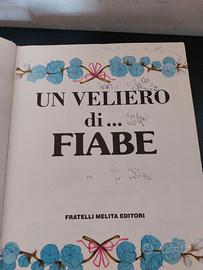 UN VELIERO
di...
FIABE
FRATELLI MELITA EDITORI